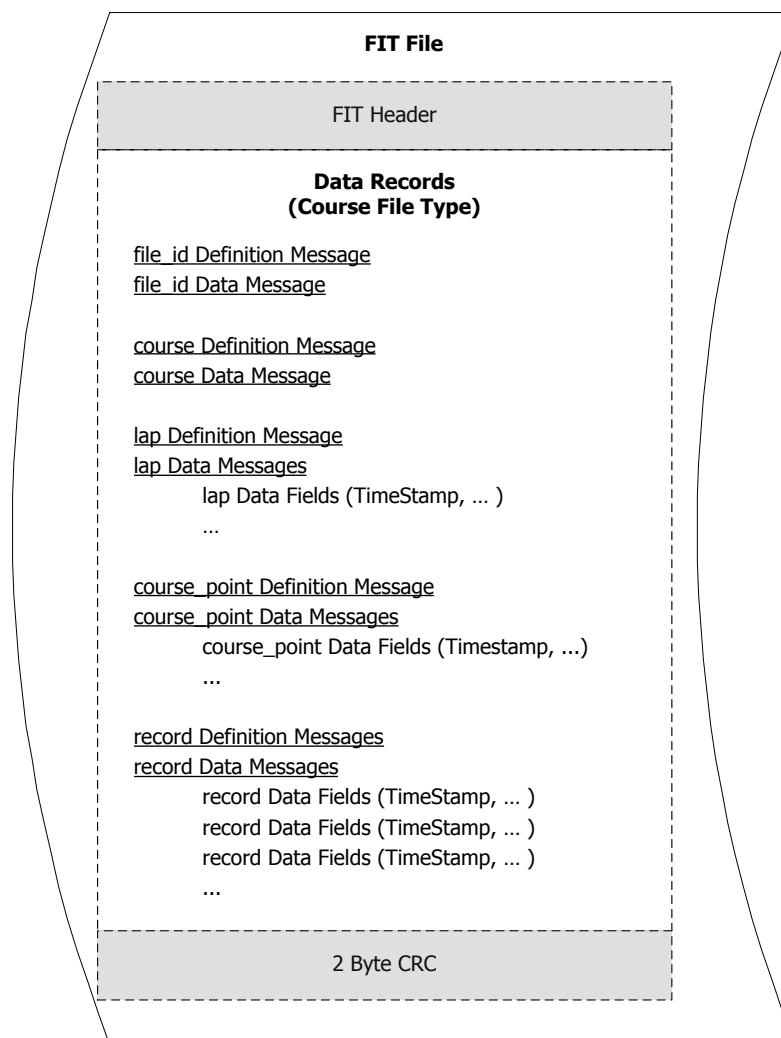 FIT File
FIT Header
Data Records
(Course File Type)
file_id Definition Message
file_id Data Message
course Definition Message
course Data Message
lap Definition Message
lap Data Messages
lap Data Fields (TimeStamp, … )
…
course_point Definition Message
course_point Data Messages
course_point Data Fields (Timestamp, ...)
...
record Definition Messages
record Data Messages
record Data Fields (TimeStamp, … )
record Data Fields (TimeStamp, … )
record Data Fields (TimeStamp, … )
...
2 Byte CRC